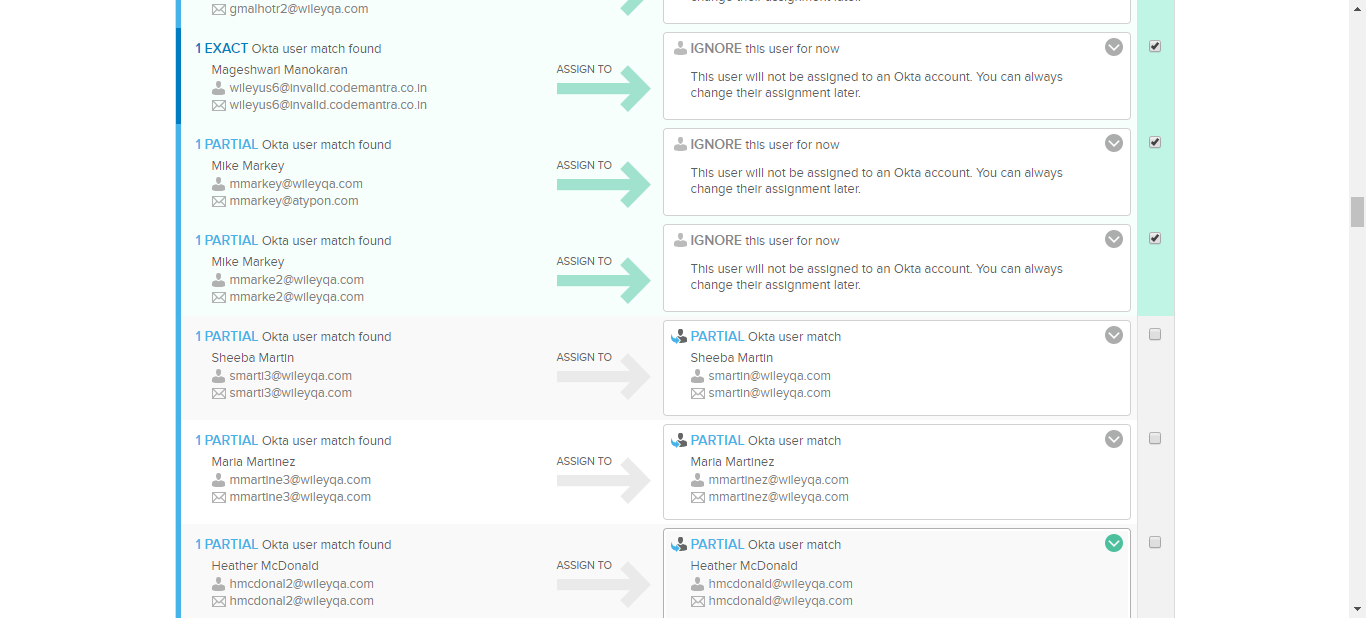 gmalhotr2@wileyqa.com
change their assignment later.
1 EXACT Okta user match found
Mageshwari Manokaran
wileyus6@invalid.codemantra.co.in
wileyus6@invalid.codemantra.co.in
ASSIGN TO
IGNORE this user for now
This user will not be assigned to an Okta account. You can always
change their assignment later.
1 PARTIAL Okta user match found
Mike Markey
mmarkey@wileyqa.com
mmarkey@atypon.com
ASSIGN TO
IGNORE this user for now
This user will not be assigned to an Okta account. You can always
change their assignment later.
1 PARTIAL Okta user match found
Mike Markey
mmarke2@wileyqa.com
mmarke2@wileyqa.com
ASSIGN TO
IGNORE this user for now
This user will not be assigned to an Okta account. You can always
change their assignment later.
1 PARTIAL Okta user match found
Sheeba Martin
smarti3@wileyqa.com
smarti3@wileyqa.com
ASSIGN TO
PARTIAL Okta user match
Sheeba Martin
smartin@wileyqa.com
smartin@wileyqa.com
1 PARTIAL Okta user match found
Maria Martinez
mmartine3@wileyqa.com
mmartine3@wileyqa.com
ASSIGN TO
PARTIAL Okta user match
Maria Martinez
mmartinez@wileyqa.com
mmartinez@wileyqa.com
1 PARTIAL Okta user match found
Heather McDonald
hmcdonal2@wileyqa.com
hmcdonal2@wileyqa.com
ASSIGN TO
PARTIAL Okta user match
Heather McDonald
hmcdonald@wileyqa.com
hmcdonald@wileyqa.com